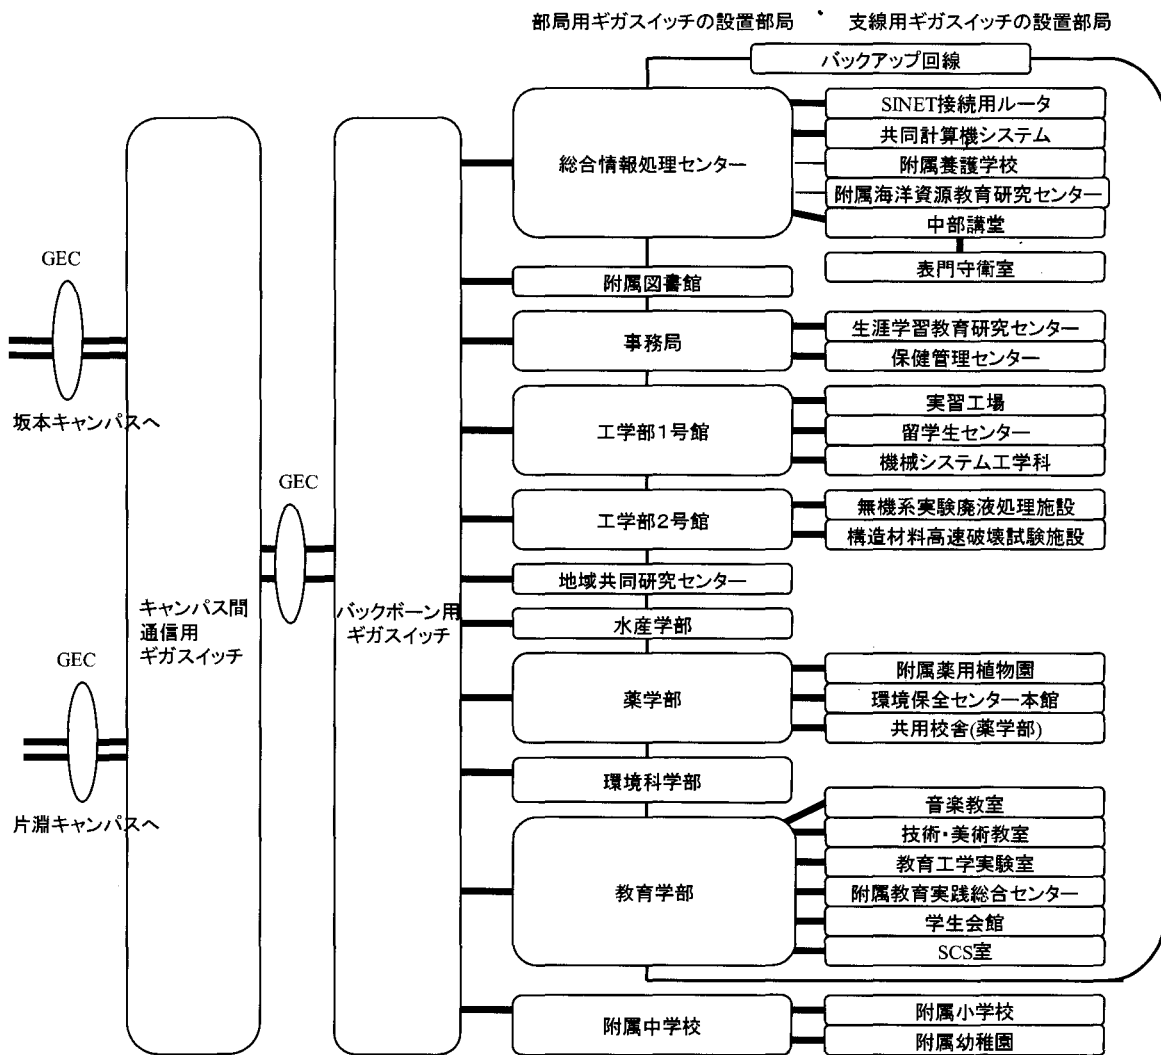 部局用ギガスイッチの設置部局
支線用ギガスイッチの設置部局
バックアップ回線
総合情報処理センター
SINET接続用ルータ
共同計算機システム
附属養護学校
附属海洋資源教育研究センター
中部講堂
表門守衛室
附属図書館
事務局
生涯学習教育研究センター
保健管理センター
工学部1号館
実習工場
留学生センター
機械システム工学科
工学部2号館
無機系実験廃液処理施設
構造材料高速破壊試験施設
地域共同研究センター
水産学部
薬学部
附属薬用植物園
環境保全センター本館
共用校舎(薬学部)
環境科学部
教育学部
音楽教室
技術・美術教室
教育工学実験室
附属教育実践総合センター
学生会館
SCS室
附属中学校
附属小学校
附属幼稚園
GEC
坂本キャンパスへ
GEC
片淵キャンパスへ
キャンパス間
通信用
ギガスイッチ
GEC
バックボーン用
ギガスイッチ